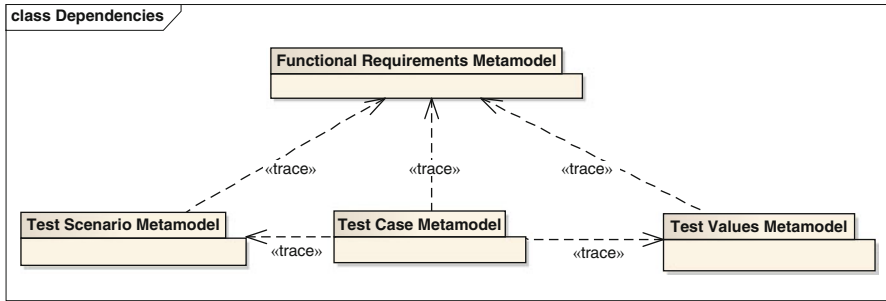 class Dependencies
Functional Requirements Metamodel
«trace»
«trace»
«trace»
Test Scenario Metamodel
Test Case Metamodel
Test Values Metamodel
«trace»
«trace»